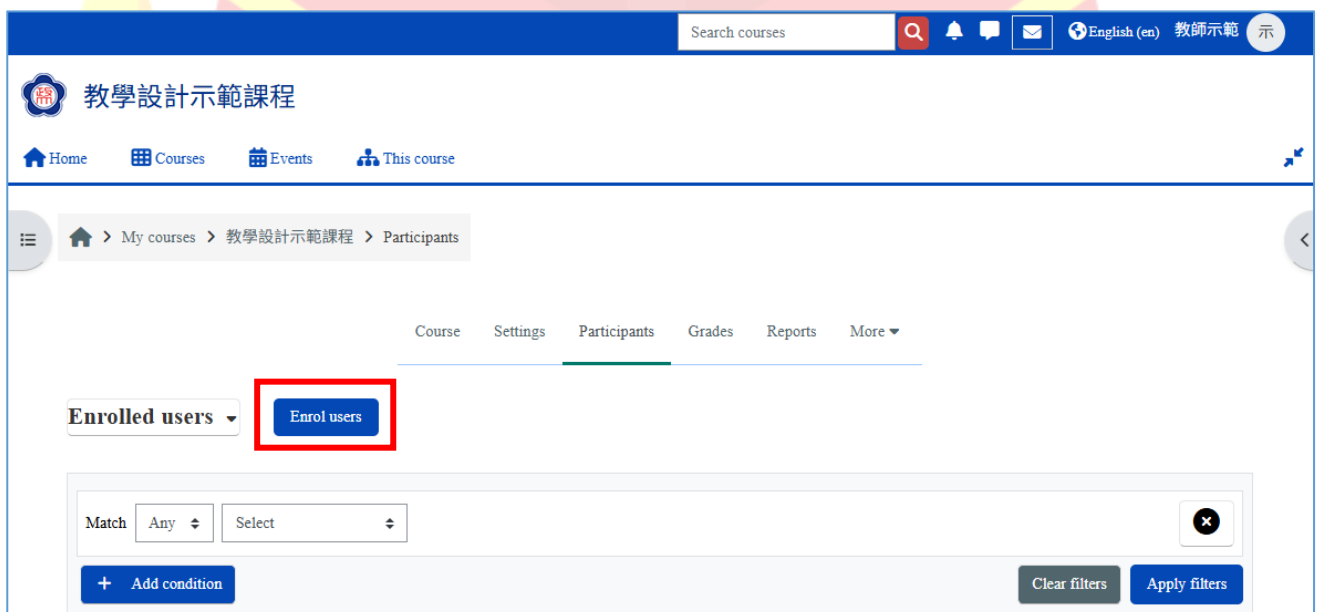 Search courses
English (en)
教師示範
示
教學設計示範課程
Home
Courses
Events
This course
My courses
教學設計示範課程
Participants
Course
Settings
Participants
Grades
Reports
More
Enrolled users
Enrol users
Match
Any
Select
+ Add condition
Clear filters
Apply filters